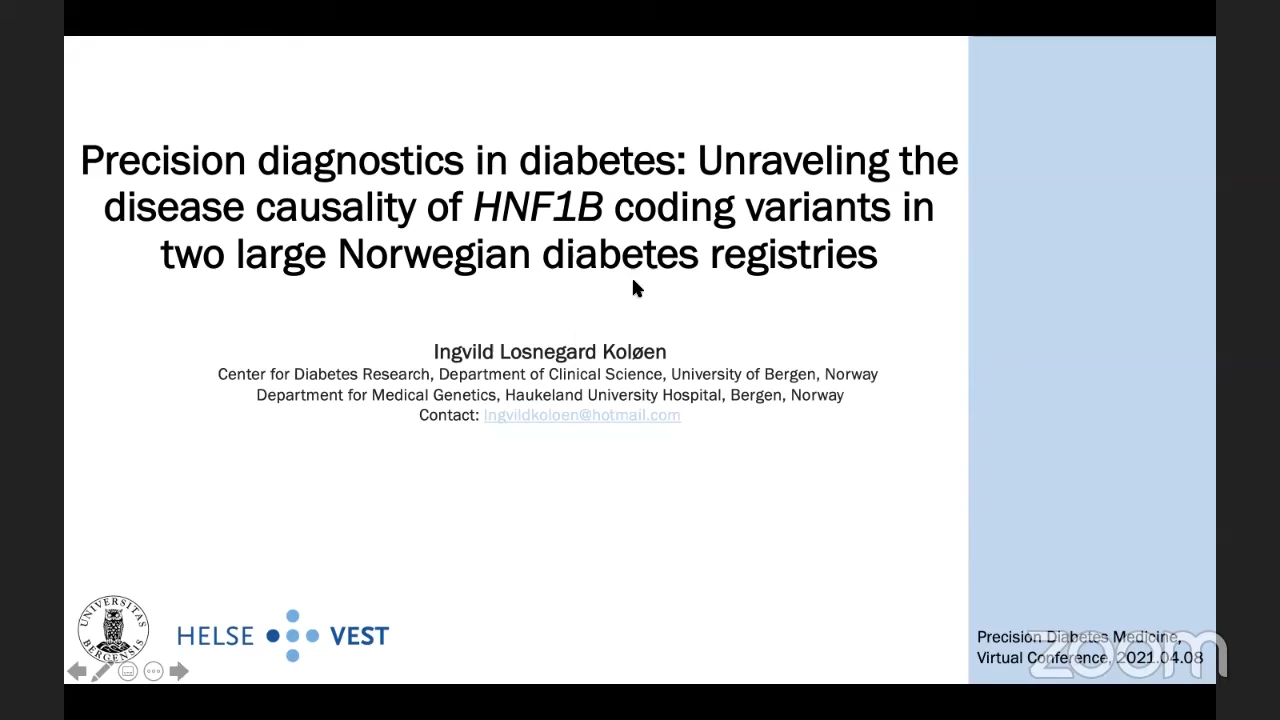 Precision diagnostics in diabetes: Unraveling the
disease causality of HNF1B coding variants in
two large Norwegian diabetes registries
Ingvild Losnegard Koløen
Center for Diabetes Research, Department of Clinical Science, University of Bergen, Norway
Department for Medical Genetics, Haukeland University Hospital, Bergen, Norway
Contact: Ingvildkoloen@hotmail.com
UNIVERSITAS
BERGENSIS
HELSE VEST
Precision Diabetes Medicine,
Virtual Conference, 2021.04.08
zoom